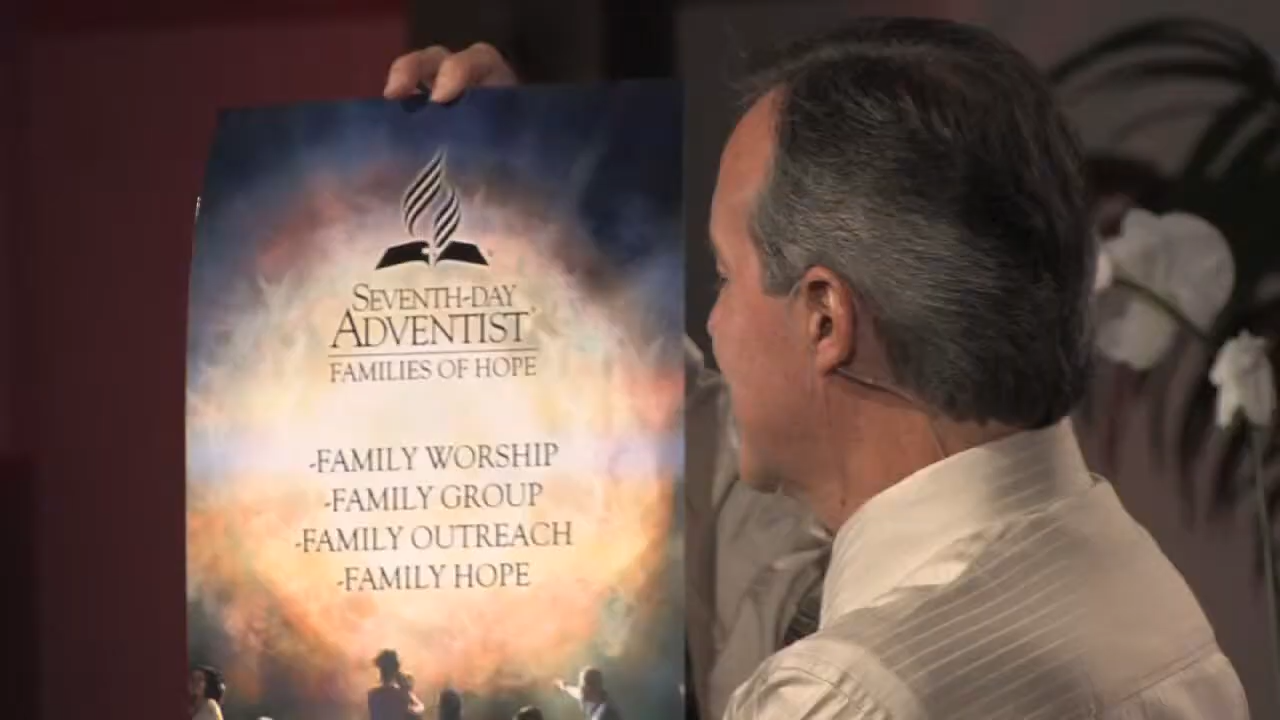 SEVENTH-DAY
ADVENTIST®
FAMILIES OF HOPE
-FAMILY WORSHIP
-FAMILY GROUP
-FAMILY OUTREACH
-FAMILY HOPE